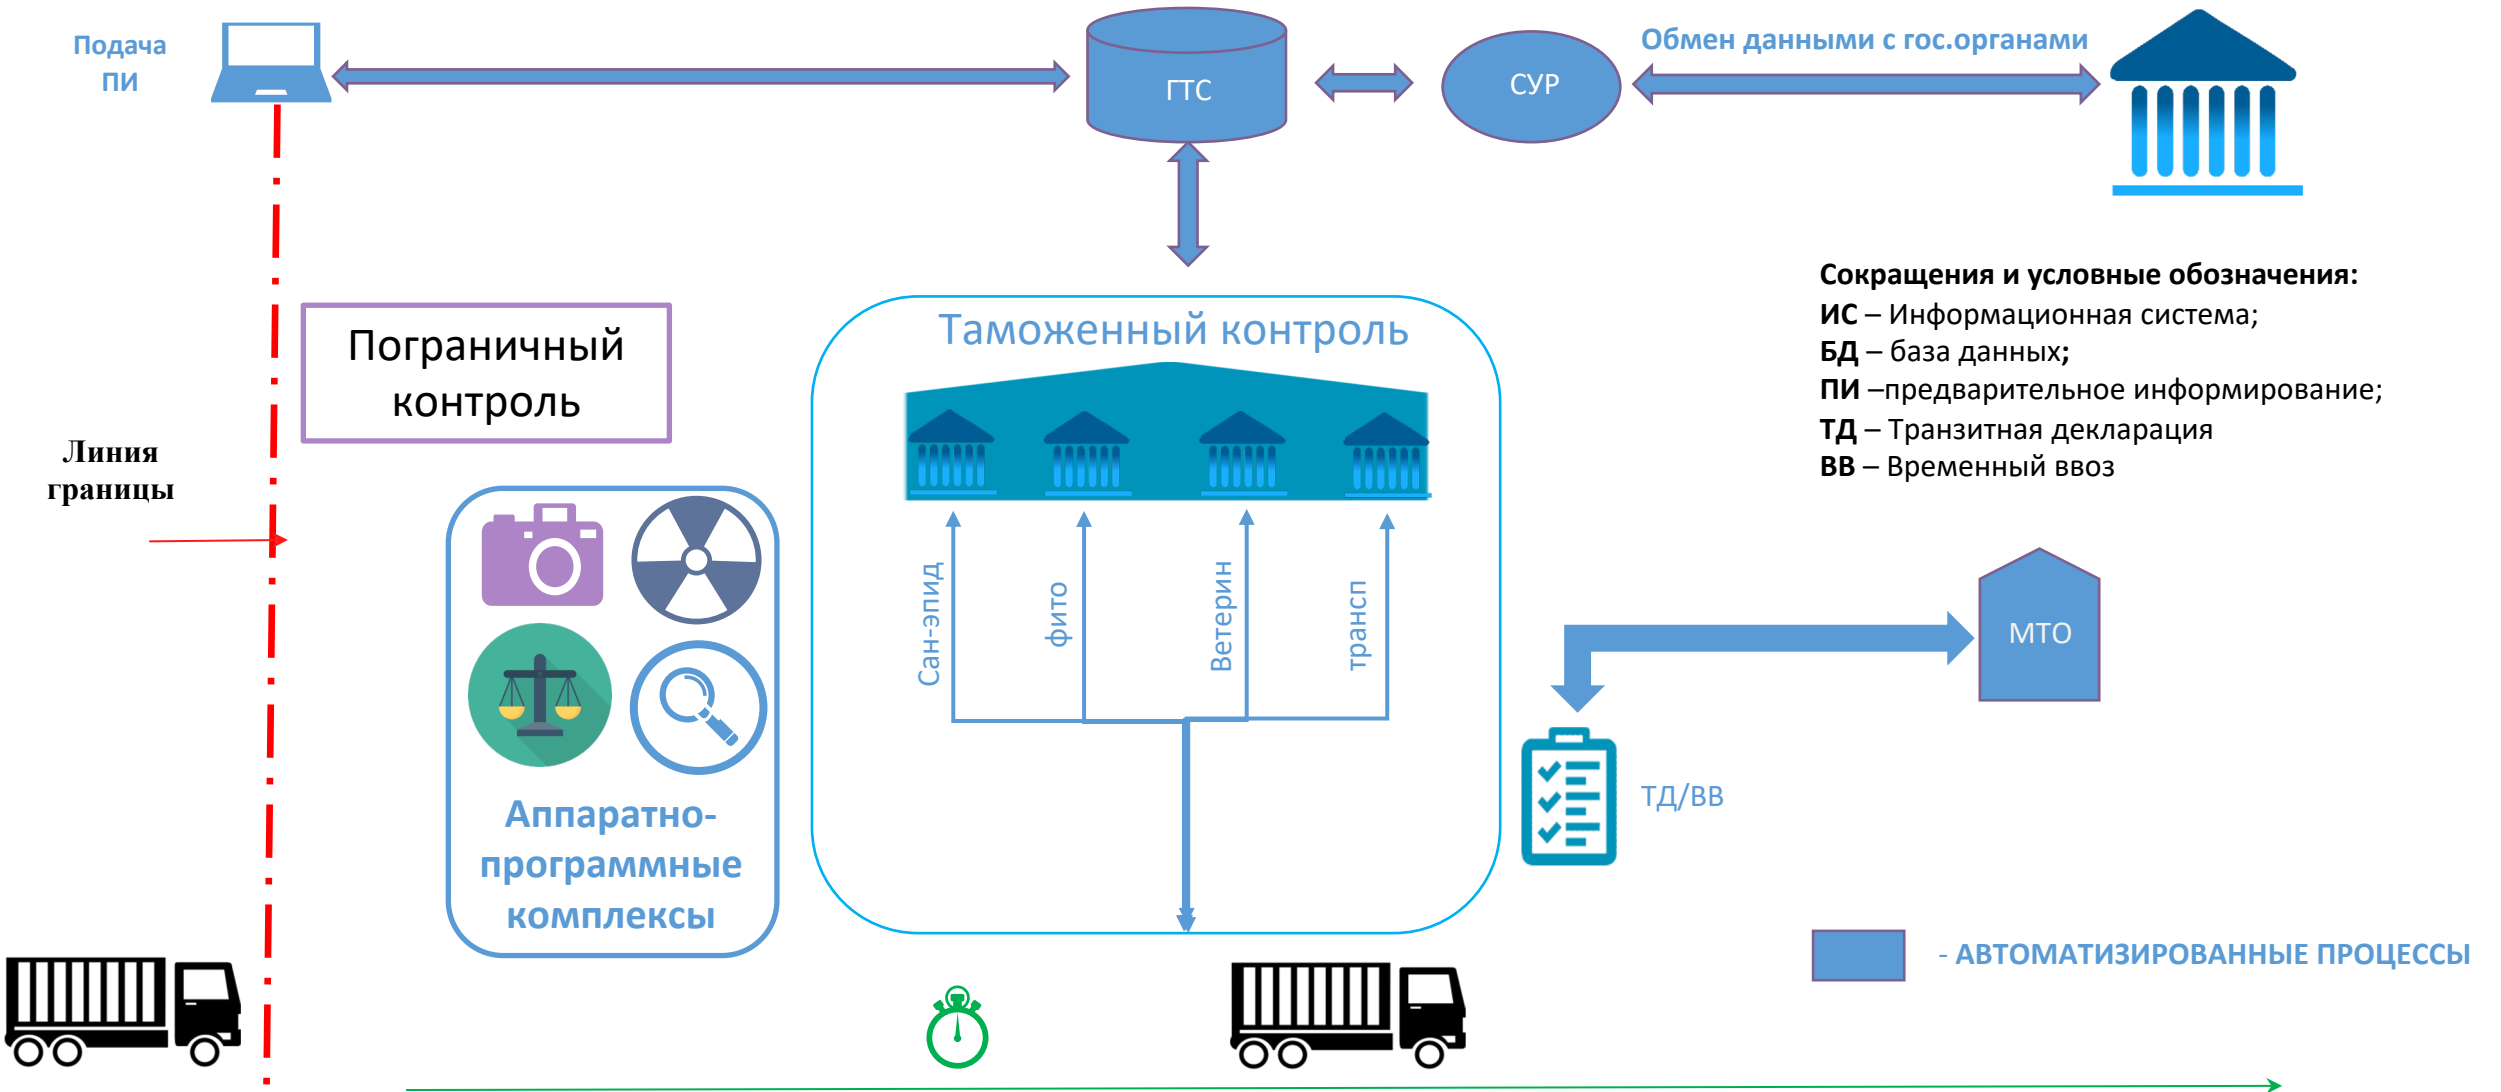 Подача
ПИ
ГТС
СУР
Обмен данными с гос.органами
Сокращения и условные обозначения:
ИС – Информационная система;
БД – база данных;
ПИ –предварительное информирование;
ТД – Транзитная декларация
ВВ – Временный ввоз
Пограничный
контроль
Таможенный контроль
Линия
границы
Сан-эпид
фито
Ветерин
трансп
МТО
ТД/ВВ
Аппаратно-
программные
комплексы
- АВТОМАТИЗИРОВАННЫЕ ПРОЦЕССЫ